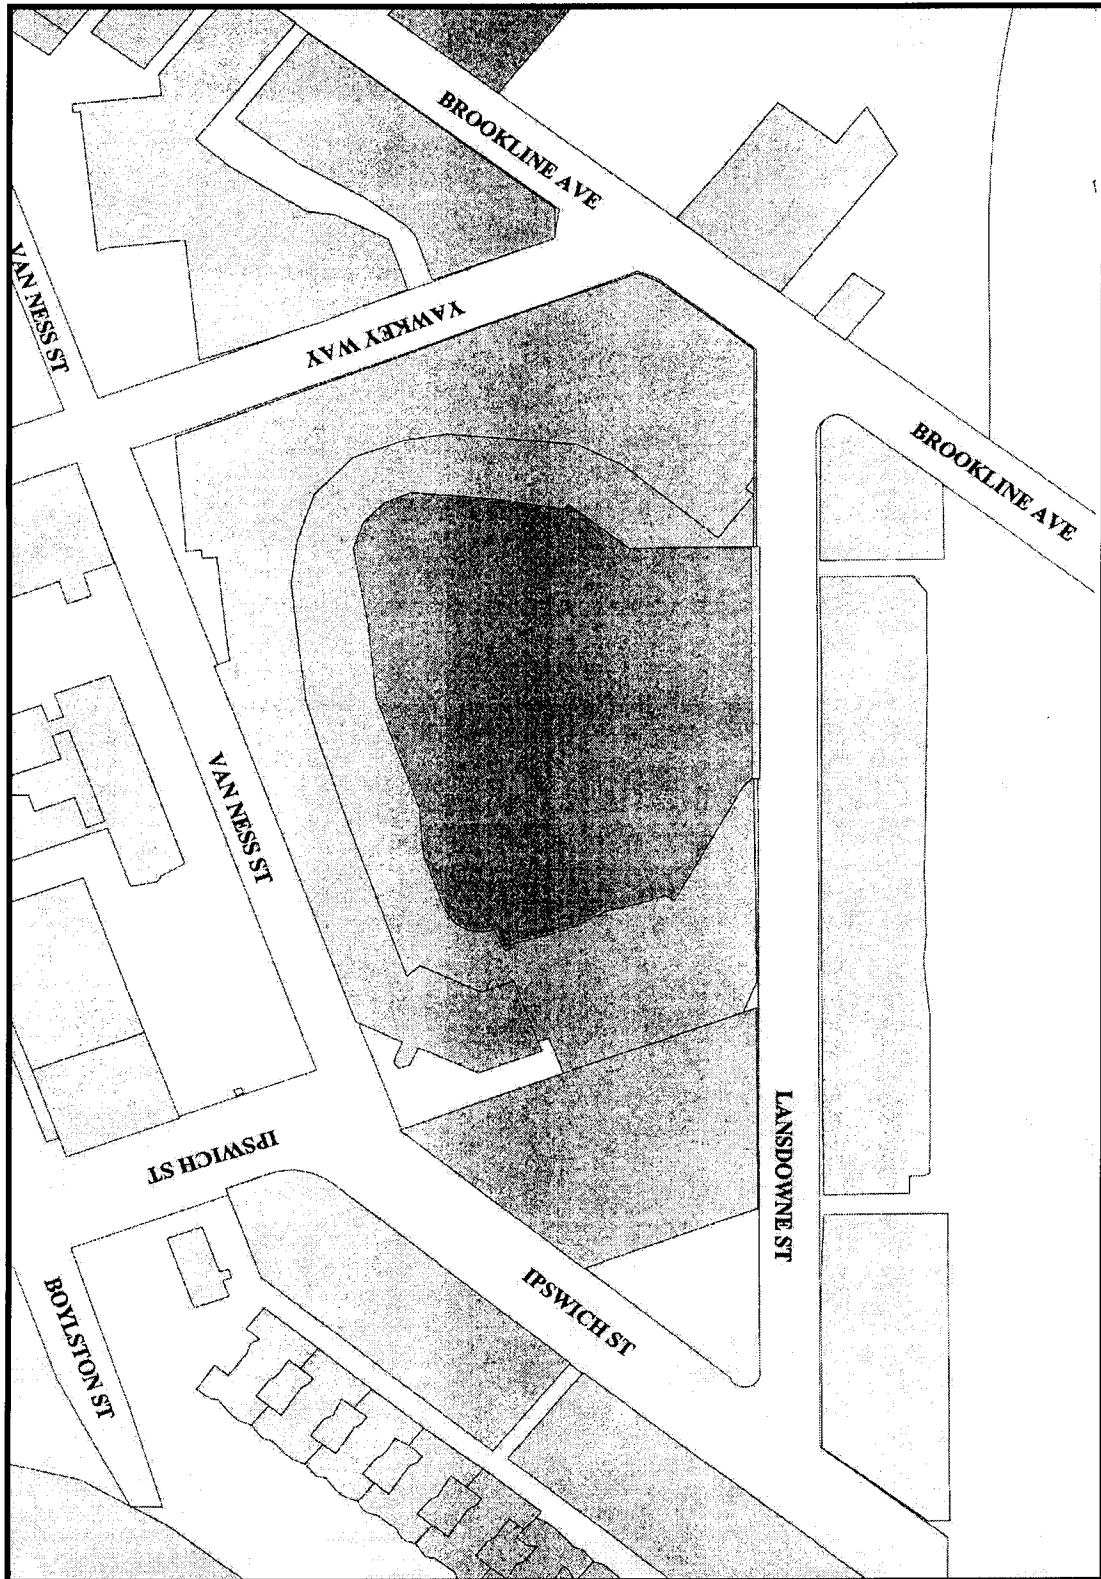 BROOKLINE AVE
VAN NESS ST
YAWKEY WAY
BROOKLINE AVE
VAN NESS ST
LANSDOWNE ST
IPSWICH ST
IPSWICH ST
BOYLSTON ST